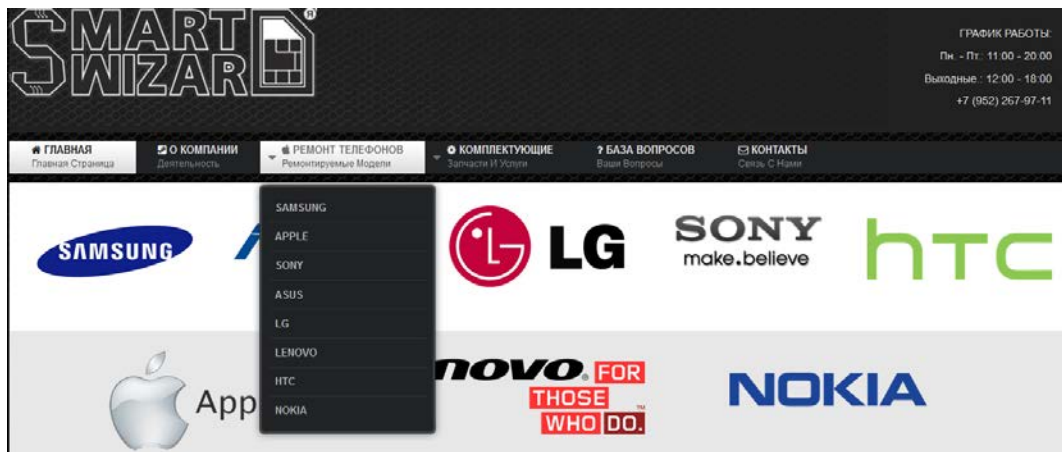 SMART
WIZAR
ГРАФИК РАБОТЫ:
Пн. - Пт.: 11:00 - 20:00
Выходные.: 12:00 - 18:00
+7 (952) 267-97-11
ГЛАВНАЯ
Главная Страница
О КОМПАНИИ
Деятельность
РЕМОНТ ТЕЛЕФОНОВ
Ремонтируемые Модели
КОМПЛЕКТУЮЩИЕ
Запчасти И Услуги
? БАЗА ВОПРОСОВ
Ваши Вопросы
КОНТАКТЫ
Связь С Нами
SAMSUNG
APPLE
SONY
ASUS
LG
LENOVO
HTC
NOKIA
SAMSUNG
LG
SONY
make.believe
hTC
App
novo
FOR
THOSE
WHO DO.
NOKIA